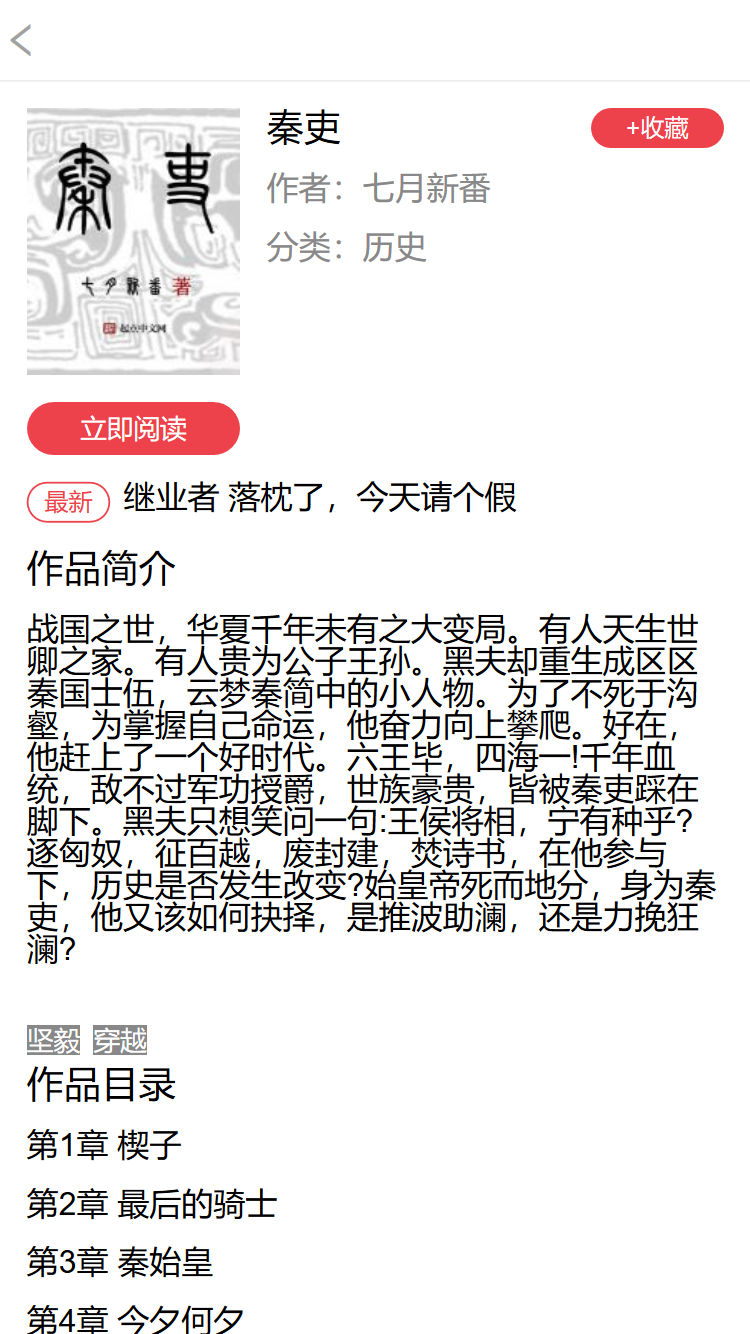 秦吏
七月新番 著
起点中文网
秦吏
+收藏
作者：七月新番
分类：历史
立即阅读
最新 继业者 落枕了，今天请个假
作品简介
战国之世，华夏千年未有之大变局。有人天生世
卿之家。有人贵为公子王孙。黑夫却重生成区区
秦国士伍，云梦秦简中的小人物。为了不死于沟
壑，为掌握自己命运，他奋力向上攀爬。好在，
他赶上了一个好时代。六王毕，四海一!千年血
统，敌不过军功授爵，世族豪贵，皆被秦吏踩在
脚下。黑夫只想笑问一句:王侯将相，宁有种乎?
逐匈奴，征百越，废封建，焚诗书，在他参与
下，历史是否发生改变?始皇帝死而地分，身为秦
吏，他又该如何抉择，是推波助澜，还是力挽狂
澜?
坚毅 穿越
作品目录
第1章 楔子
第2章 最后的骑士
第3章 秦始皇
第4章 今夕何夕